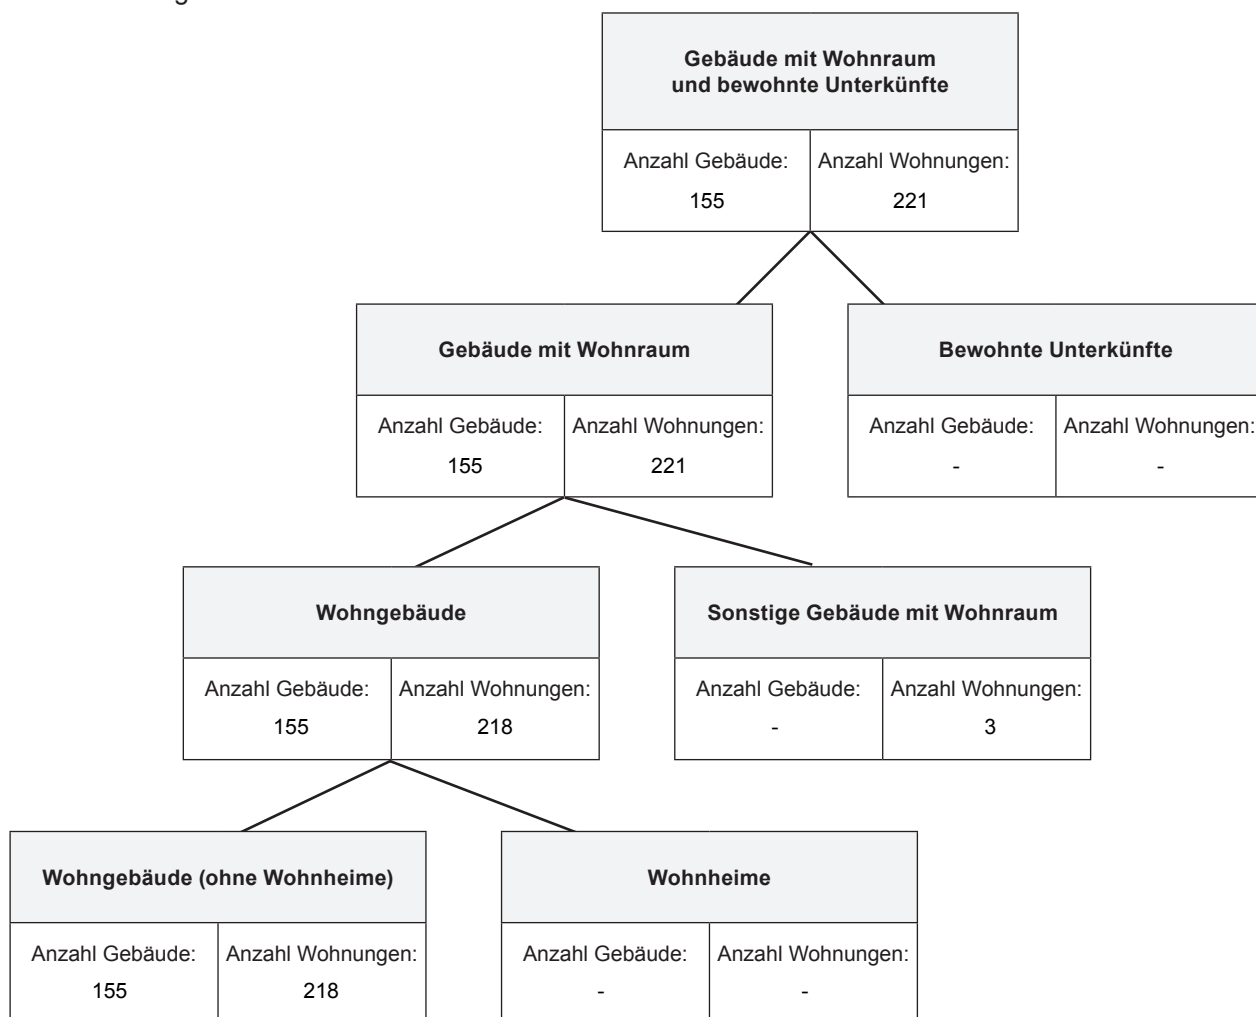 Gebäude mit Wohnraum
und bewohnte Unterkünfte
Anzahl Gebäude: Anzahl Wohnungen:
155 221
Gebäude mit Wohnraum
Anzahl Gebäude: Anzahl Wohnungen:
155 221
Bewohnte Unterkünfte
Anzahl Gebäude: Anzahl Wohnungen:
- -
Wohngebäude
Anzahl Gebäude: Anzahl Wohnungen:
155 218
Sonstige Gebäude mit Wohnraum
Anzahl Gebäude: Anzahl Wohnungen:
- 3
Wohngebäude (ohne Wohnheime)
Anzahl Gebäude: Anzahl Wohnungen:
155 218
Wohnheime
Anzahl Gebäude: Anzahl Wohnungen:
- -